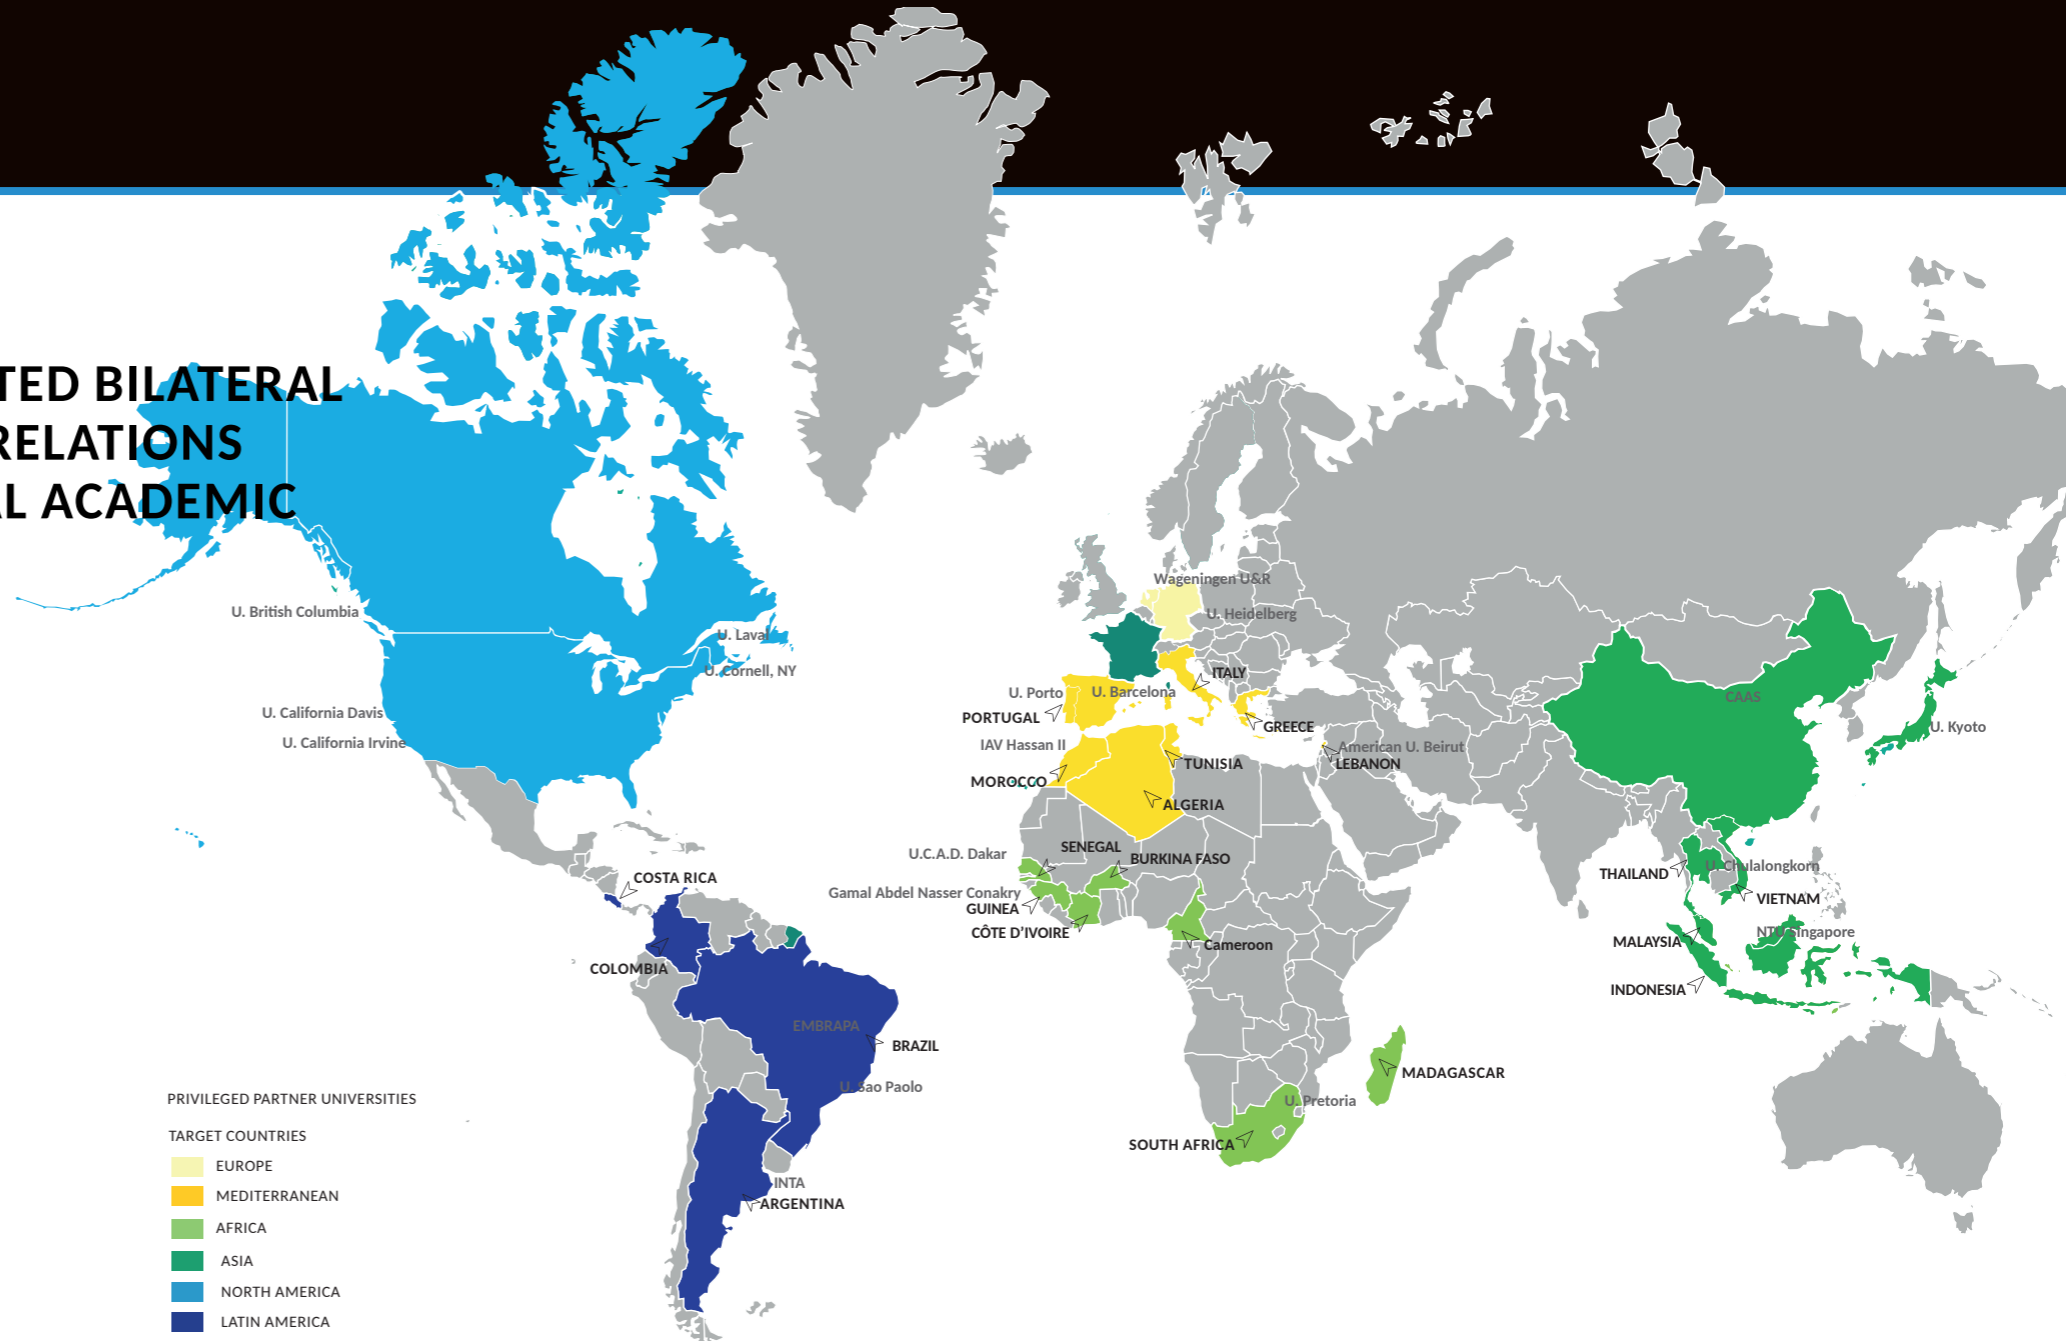 TED BILATERAL
RELATIONS
L ACADEMIC
U. British Columbia
U. Laval
U. Cornell, NY
U. California Davis
U. California Irvine
Wageningen U&R
U. Heidelberg
ITALY
U. Porto
U. Barcelona
PORTUGAL
GREECE
IAV Hassan II
American U. Beirut
LEBANON
TUNISIA
MOROCCO
ALGERIA
CAAS
U. Kyoto
SENEGAL
U.C.A.D. Dakar
BURKINA FASO
Gamal Abdel Nasser Conakry
GUINEA
CÔTE D'IVOIRE
Cameroon
THAILAND
U. Chulalongkorn
VIETNAM
NTU Singapore
MALAYSIA
INDONESIA
COSTA RICA
COLOMBIA
EMBRAPA
BRAZIL
U. Sao Paolo
MADAGASCAR
U. Pretoria
SOUTH AFRICA
INTA
ARGENTINA
PRIVILEGED PARTNER UNIVERSITIES
TARGET COUNTRIES
EUROPE
MEDITERRANEAN
AFRICA
ASIA
NORTH AMERICA
LATIN AMERICA